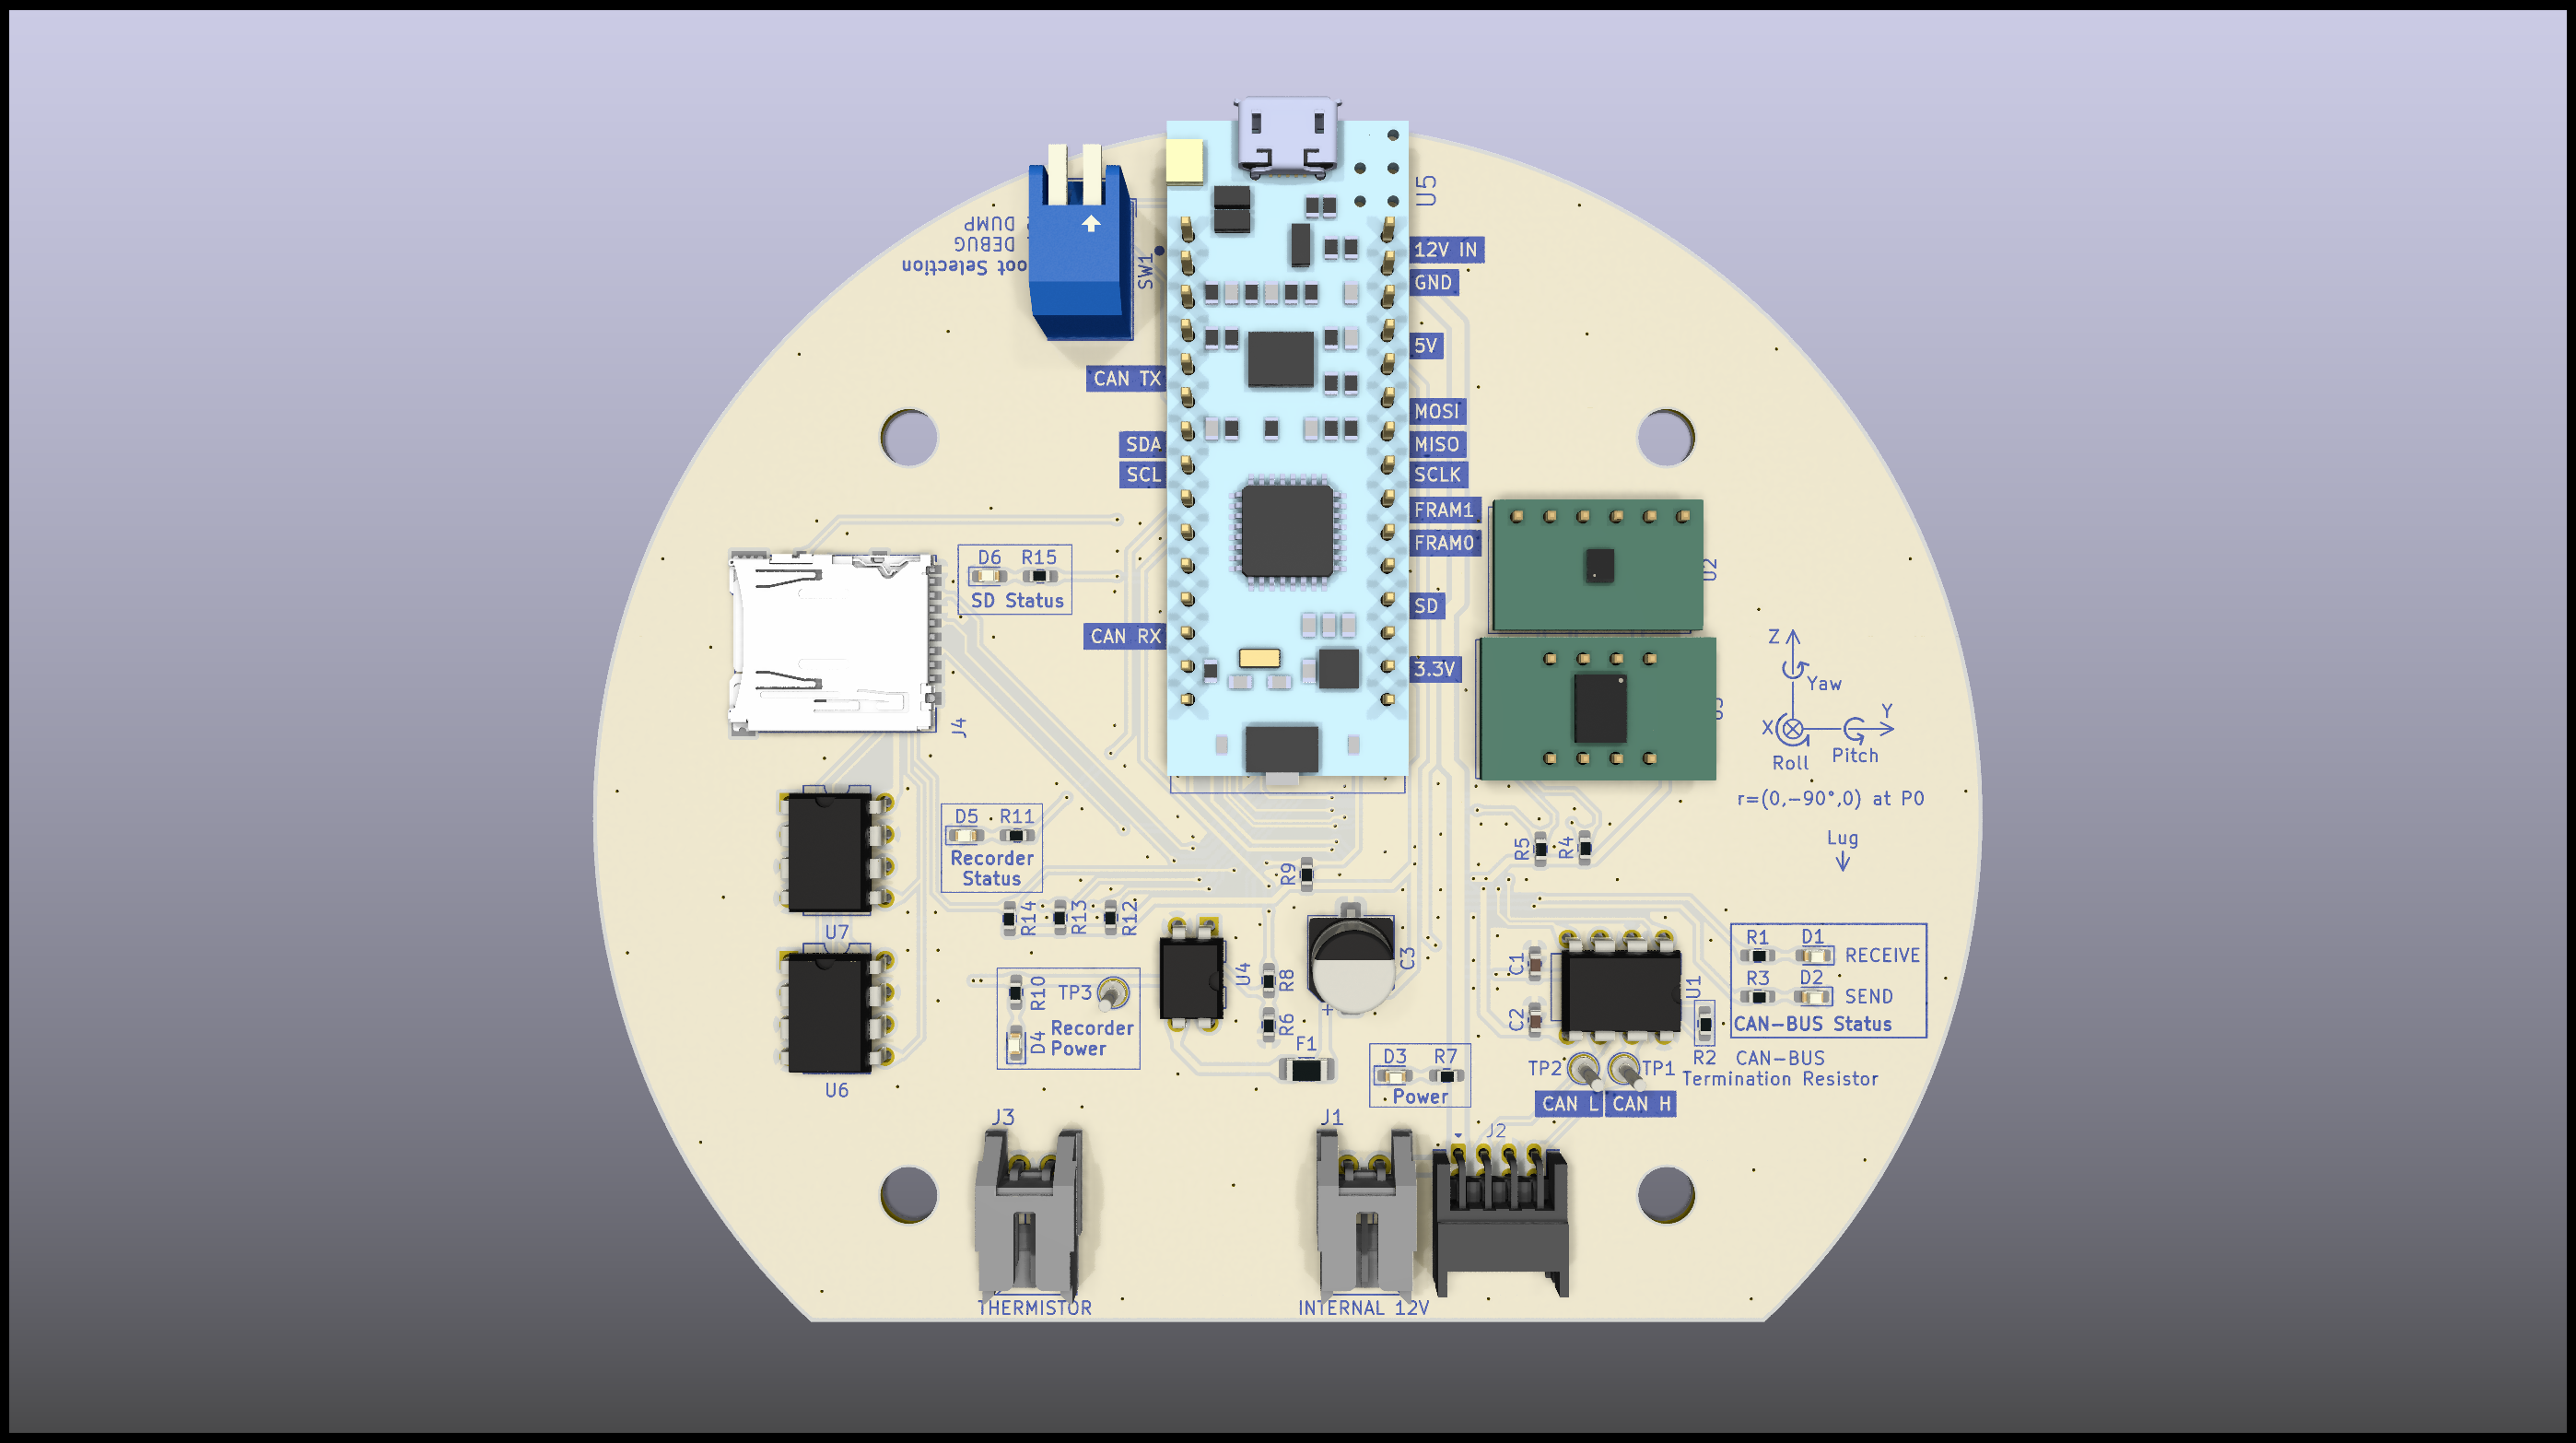 U5
DUMP
DEBUG
Selection
SW1
12V IN
GND
5V
CAN TX
MOSI
SDA
MISO
SCL
SCLK
FRAM1
FRAM0
D6 R15
SD Status
U2
SD
CAN RX
3.3V
Z
Yaw
X
Y
Roll
Pitch
r=(0,-90°,0) at P0
Lug
J4
D5 R11
Recorder
Status
R5
R4
R9
R14
R13
R12
U7
U4
R8
R6
C3
C1
C2
U1
R1 D1 RECEIVE
R3 D2 SEND
CAN-BUS Status
R10
TP3
D4
Recorder
Power
F1
D3 R7
Power
TP2
TP1
R2
CAN-BUS
Termination Resistor
CAN L
CAN H
U6
J3
J1
J2
+
THERMISTOR
INTERNAL 12V